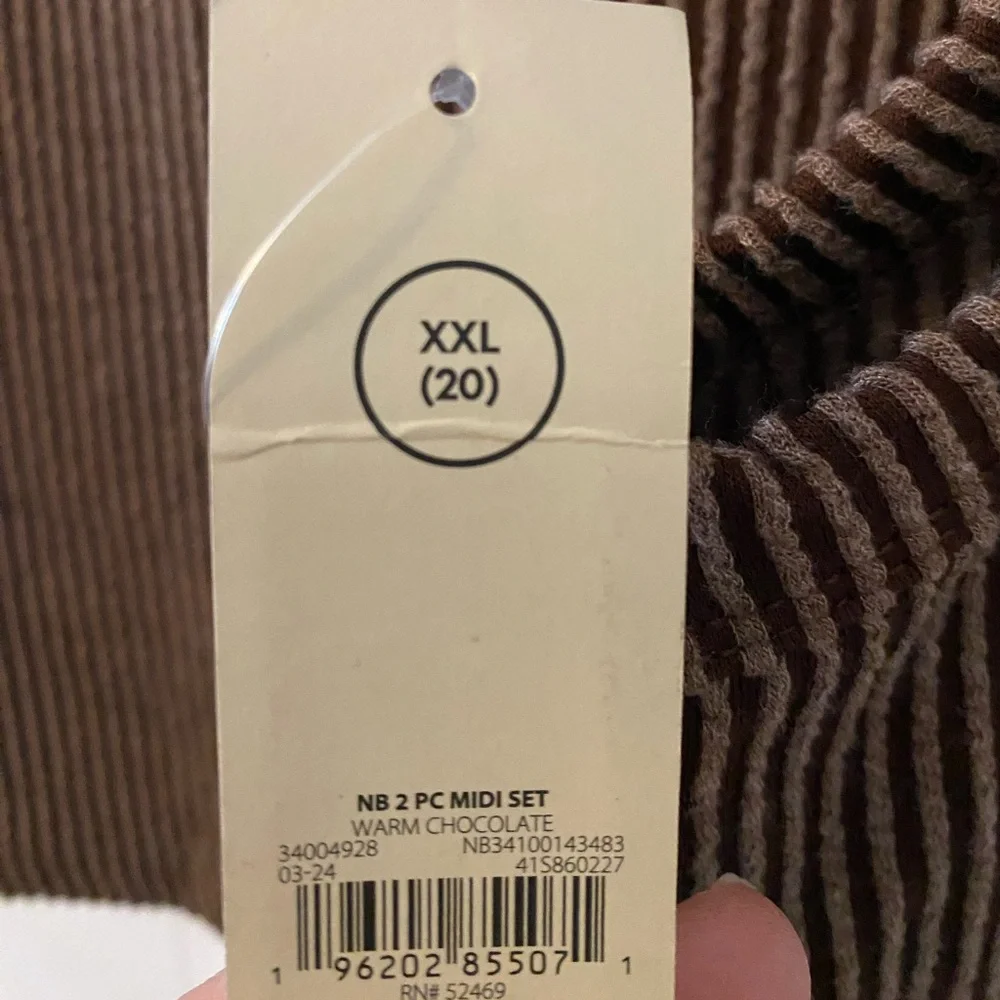 XXL
(20)
NB 2 PC MIDI SET
WARM CHOCOLATE
34004928 NB34100143483
03-24 41S860227
1 96202 85507 1
RN# 52469